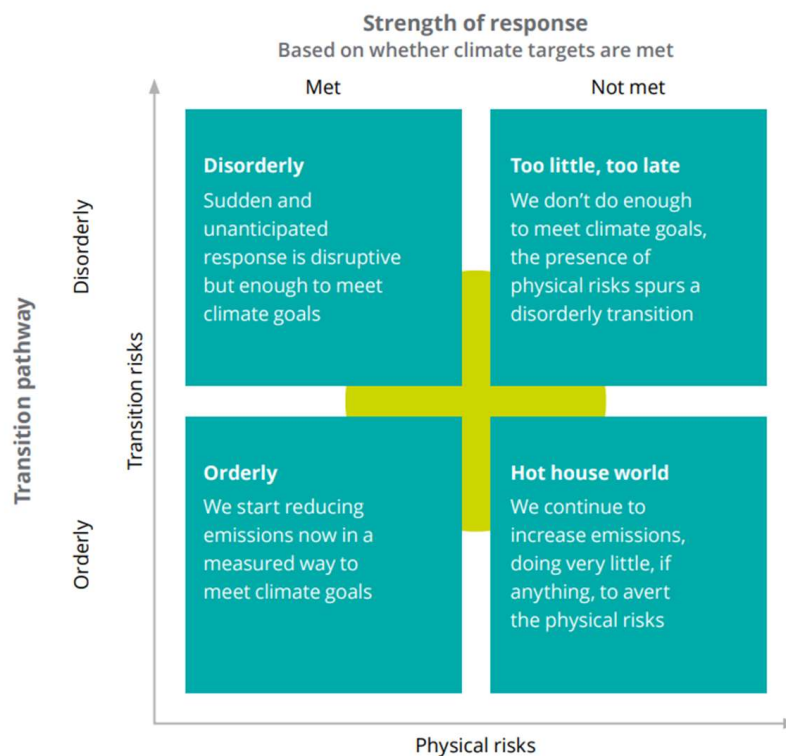 Strength of response
Based on whether climate targets are met
Met
Not met
Transition pathway
Disorderly
Orderly
Transition risks
Disorderly
Sudden and
unanticipated
response is disruptive
but enough to meet
climate goals
Too little, too late
We don’t do enough
to meet climate goals,
the presence of
physical risks spurs a
disorderly transition
Orderly
We start reducing
emissions now in a
measured way to
meet climate goals
Hot house world
We continue to
increase emissions,
doing very little, if
anything, to avert
the physical risks
Physical risks